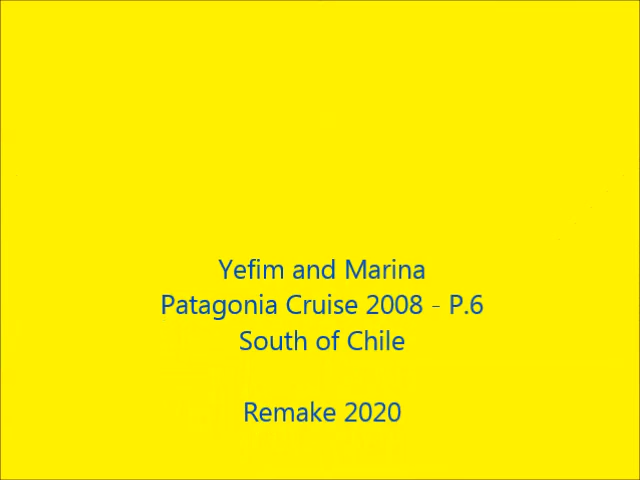 Yefim and Marina
Patagonia Cruise 2008 - P.6
South of Chile
Remake 2020